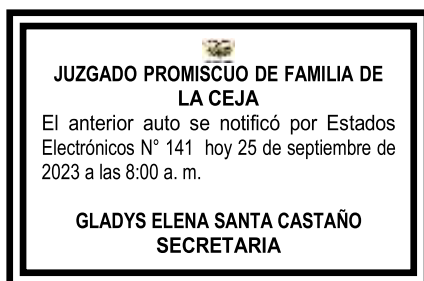 JUZGADO PROMISCUO DE FAMILIA DE
LA CEJA
El anterior auto se notificó por Estados
Electrónicos N° 141 hoy 25 de septiembre de
2023 a las 8:00 a. m.
GLADYS ELENA SANTA CASTAÑO
SECRETARIA